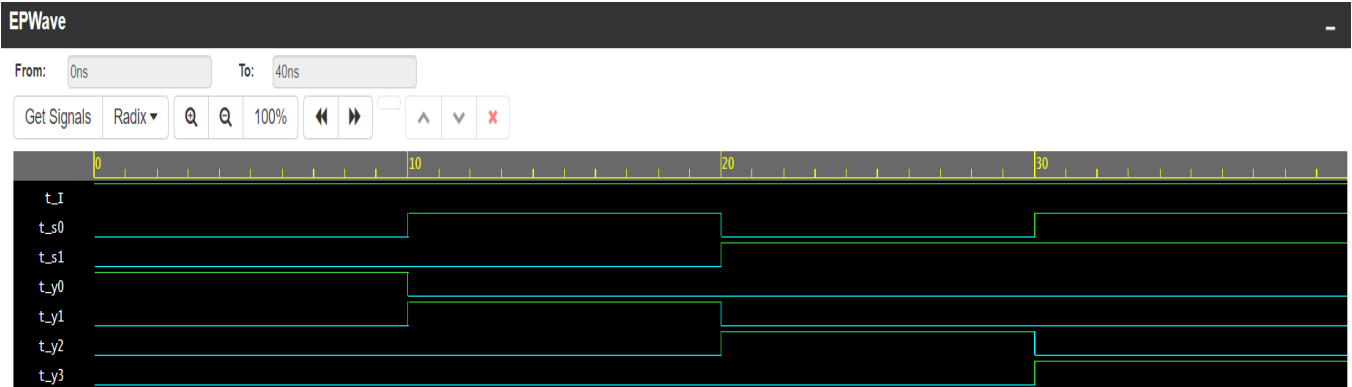 EPWave
From: 0ns To: 40ns
Get Signals Radix 100%
0 10 20 30
t_I
t_s0
t_s1
t_y0
t_y1
t_y2
t_y3